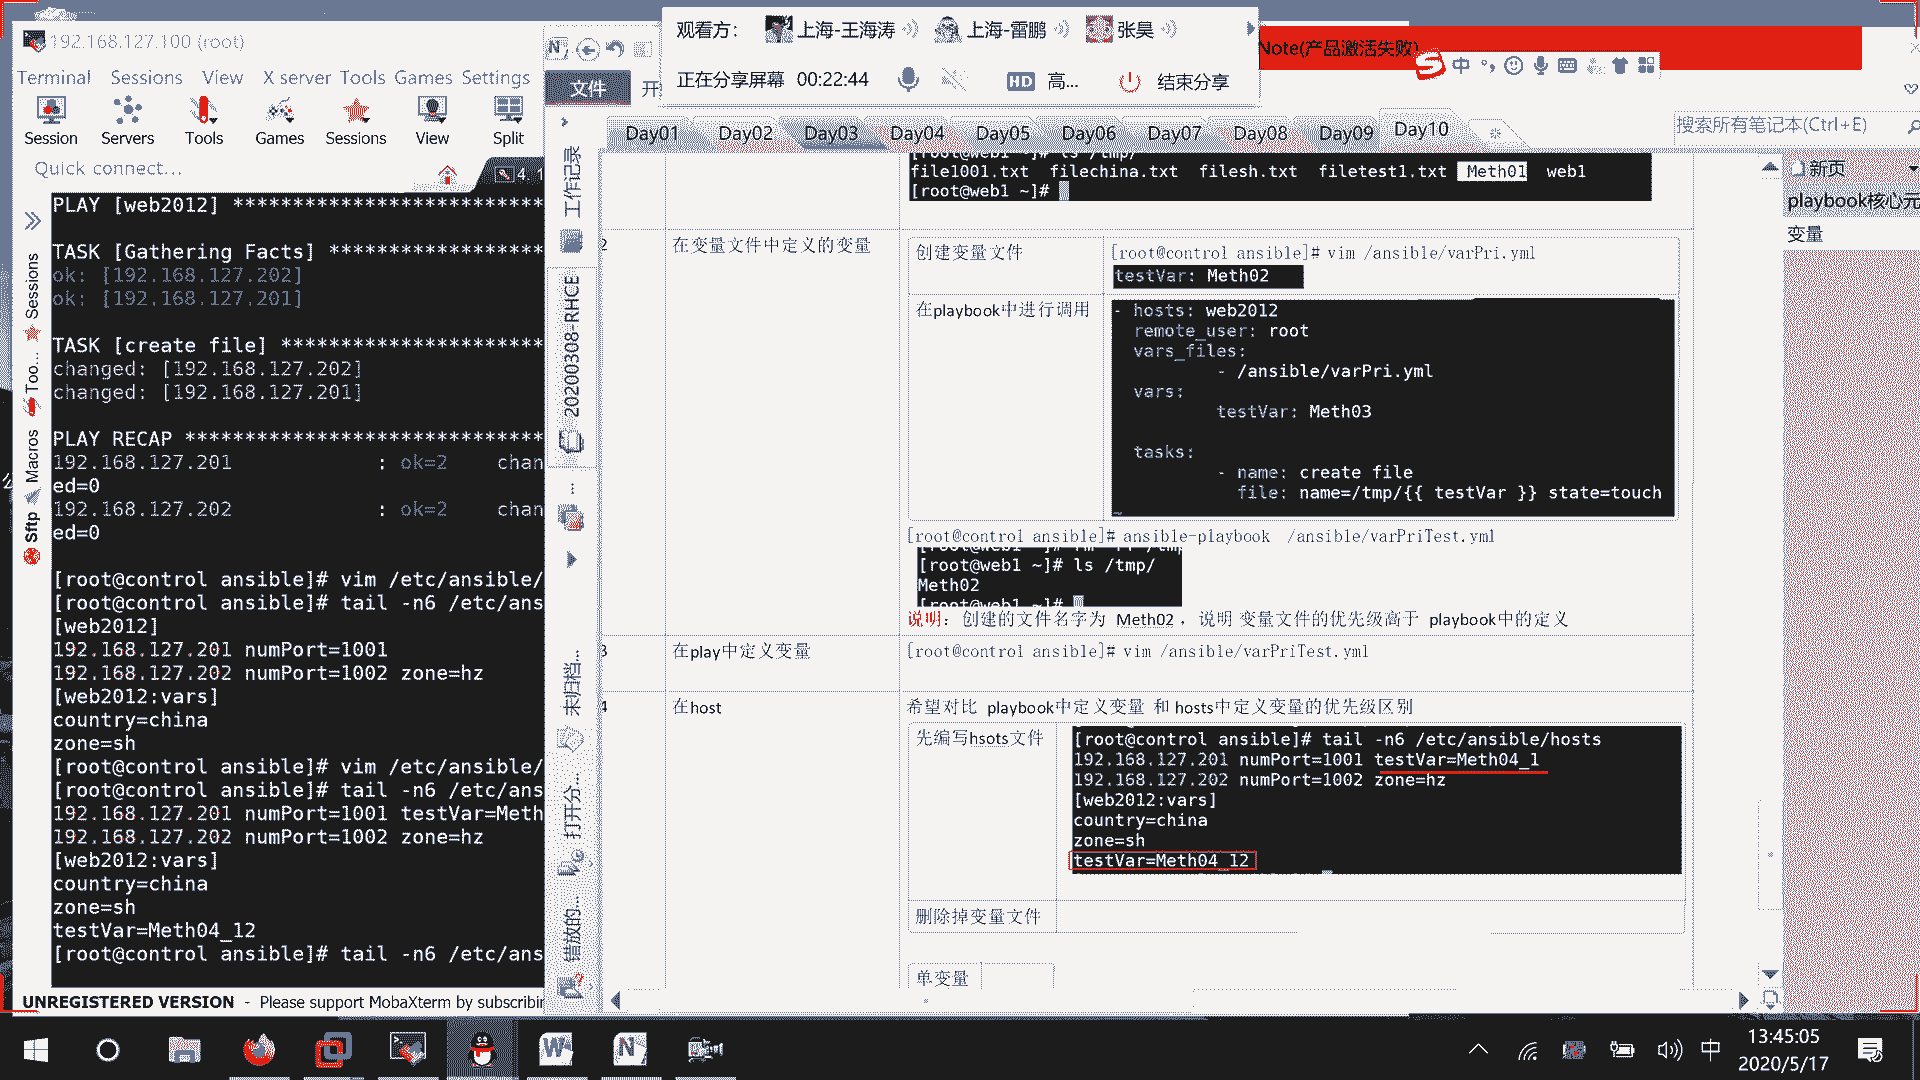 192.168.127.100 (root)
Terminal Sessions View X server Tools Games Settings
Session Servers Tools Games Sessions View Split
Quick connect...
4. 1
Sessions
Too...
Macros
Sftp
PLAY [web2012] **************************
TASK [Gathering Facts] ******************
ok: [192.168.127.202]
ok: [192.168.127.201]
TASK [create file] **********************
changed: [192.168.127.202]
changed: [192.168.127.201]
PLAY RECAP ******************************
192.168.127.201 : ok=2 chan
ed=0
192.168.127.202 : ok=2 chan
ed=0
[root@control ansible]# vim /etc/ansible/
[root@control ansible]# tail -n6 /etc/ans
[web2012]
192.168.127.201 numPort=1001
192.168.127.202 numPort=1002 zone=hz
[web2012:vars]
country=china
zone=sh
[root@control ansible]# vim /etc/ansible/
[root@control ansible]# tail -n6 /etc/ans
192.168.127.201 numPort=1001 testVar=Meth
192.168.127.202 numPort=1002 zone=hz
[web2012:vars]
country=china
zone=sh
testVar=Meth04_12
[root@control ansible]# tail -n6 /etc/ans
UNREGISTERED VERSION - Please support MobaXterm by subscribin
观看方: 上海-王海涛 上海-雷鹏 张昊
正在分享屏幕 00:22:44 HD 高... 结束分享
Note(产品激活失败)
中
文件 开
Day01 Day02 Day03 Day04 Day05 Day06 Day07 Day08 Day09 Day10
搜索所有笔记本(Ctrl+E)
工作记录
20200308-RHCE
...
未归档...
打开分...
错放的...
新页
playbook核心元
变量
[root@web1 ~]# ls /tmp/
file1001.txt filechina.txt filesh.txt filetest1.txt Meth01 web1
[root@web1 ~]#
2 在变量文件中定义的变量
创建变量文件 [root@control ansible]# vim /ansible/varPri.yml
testVar: Meth02
在playbook中进行调用
- hosts: web2012
remote_user: root
vars_files:
- /ansible/varPri.yml
vars:
testVar: Meth03
tasks:
- name: create file
file: name=/tmp/{{ testVar }} state=touch
~
[root@control ansible]# ansible-playbook /ansible/varPriTest.yml
[root@web1 ~]# ls /tmp/
Meth02
[root@web1 ~]#
说明: 创建的文件名字为 Meth02 , 说明 变量文件的优先级高于 playbook中的定义
3 在play中定义变量 [root@control ansible]# vim /ansible/varPriTest.yml
4 在host 希望对比 playbook中定义变量 和 hosts中定义变量的优先级区别
先编写hsots文件
[root@control ansible]# tail -n6 /etc/ansible/hosts
192.168.127.201 numPort=1001 testVar=Meth04_1
192.168.127.202 numPort=1002 zone=hz
[web2012:vars]
country=china
zone=sh
testVar=Meth04_12
删除掉变量文件
单变量
中
13:45:05
2020/5/17